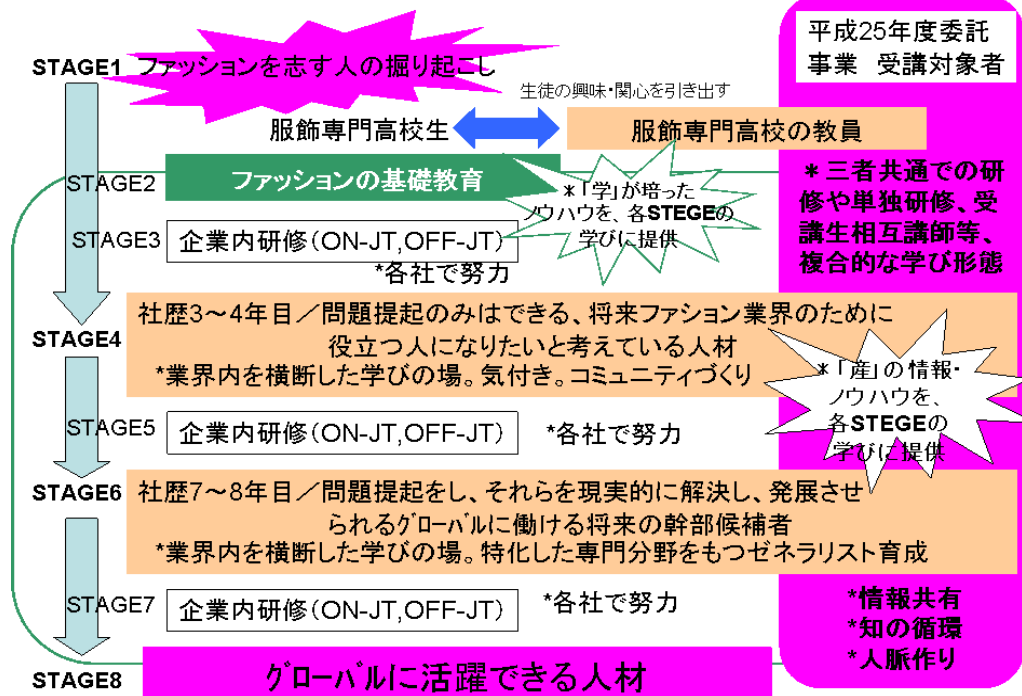 平成25年度委託
事業 受講対象者
STAGE1 ファッションを志す人の掘り起こし
生徒の興味・関心を引き出す
服飾専門高校生
服飾専門高校の教員
STAGE2 ファッションの基礎教育
*「学」が培った
ノウハウを、各STEGEの
学びに提供
*三者共通での研
修や単独研修、受
講生相互講師等、
複合的な学び形態
STAGE3 企業内研修(ON-JT,OFF-JT)
*各社で努力
STAGE4
社歴3～4年目／問題提起のみはできる、将来ファション業界のために
役立つ人になりたいと考えている人材
*業界内を横断した学びの場。気付き。コミュニティづくり
*「産」の情報・
ノウハウを、
各STEGEの
学びに提供
STAGE5 企業内研修(ON-JT,OFF-JT) *各社で努力
STAGE6 社歴7～8年目／問題提起をし、それらを現実的に解決し、発展させ
られるグローバルに働ける将来の幹部候補者
*業界内を横断した学びの場。特化した専門分野をもつゼネラリスト育成
STAGE7 企業内研修(ON-JT,OFF-JT) *各社で努力
*情報共有
*知の循環
*人脈作り
STAGE8 グローバルに活躍できる人材